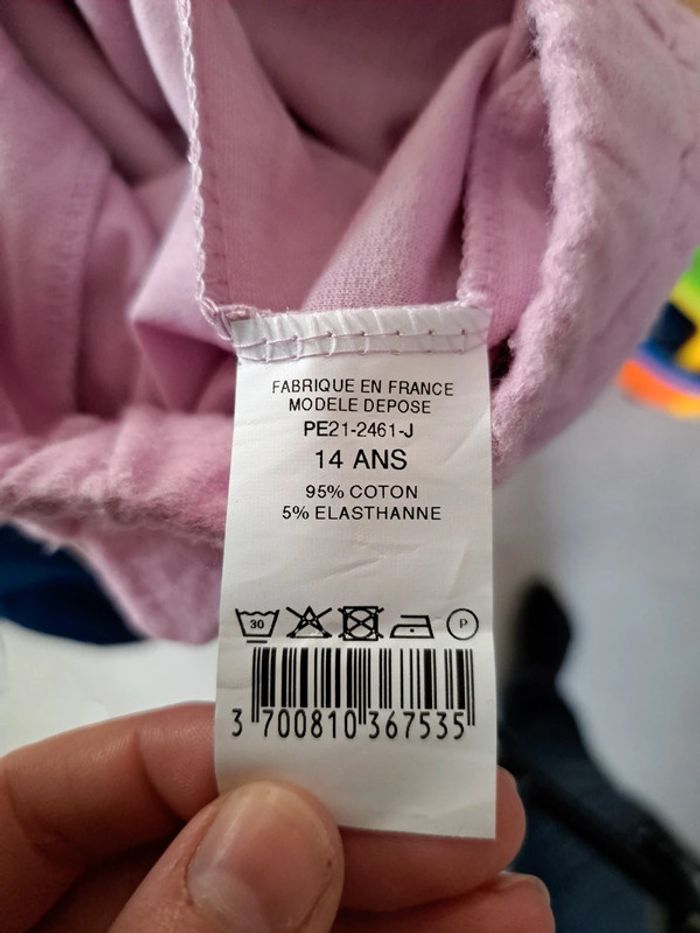 FABRIQUE EN FRANCE
MODELE DEPOSE
PE21-2461-J
14 ANS
95% COTON
5% ELASTHANNE
30
P
3 700810 367535